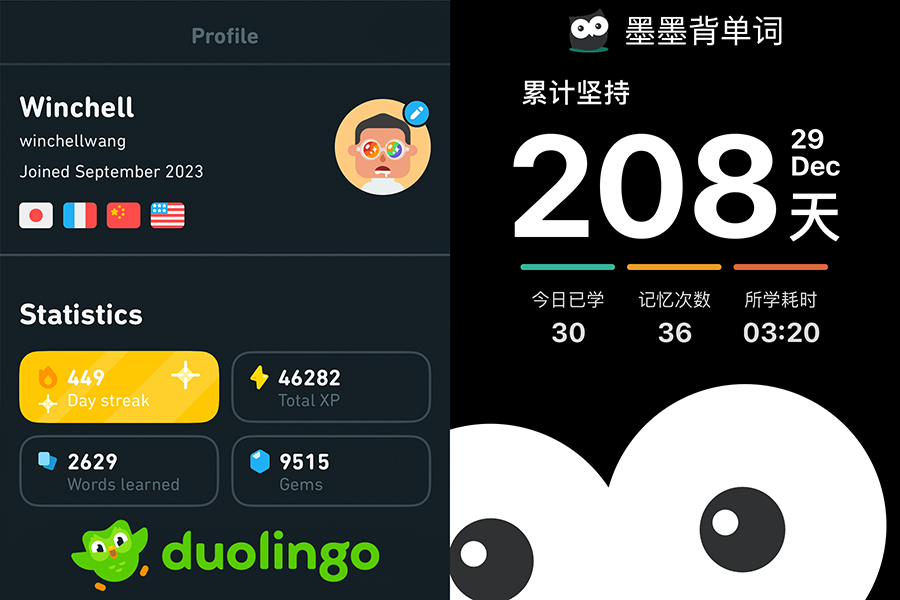 Profile
Winchell
winchellwang
Joined September 2023
Statistics
449
Day streak
46282
Total XP
2629
Words learned
9515
Gems
duolingo
墨墨背单词
累计坚持
208
29
Dec
天
今日已学 记忆次数 所学耗时
30 36 03:20